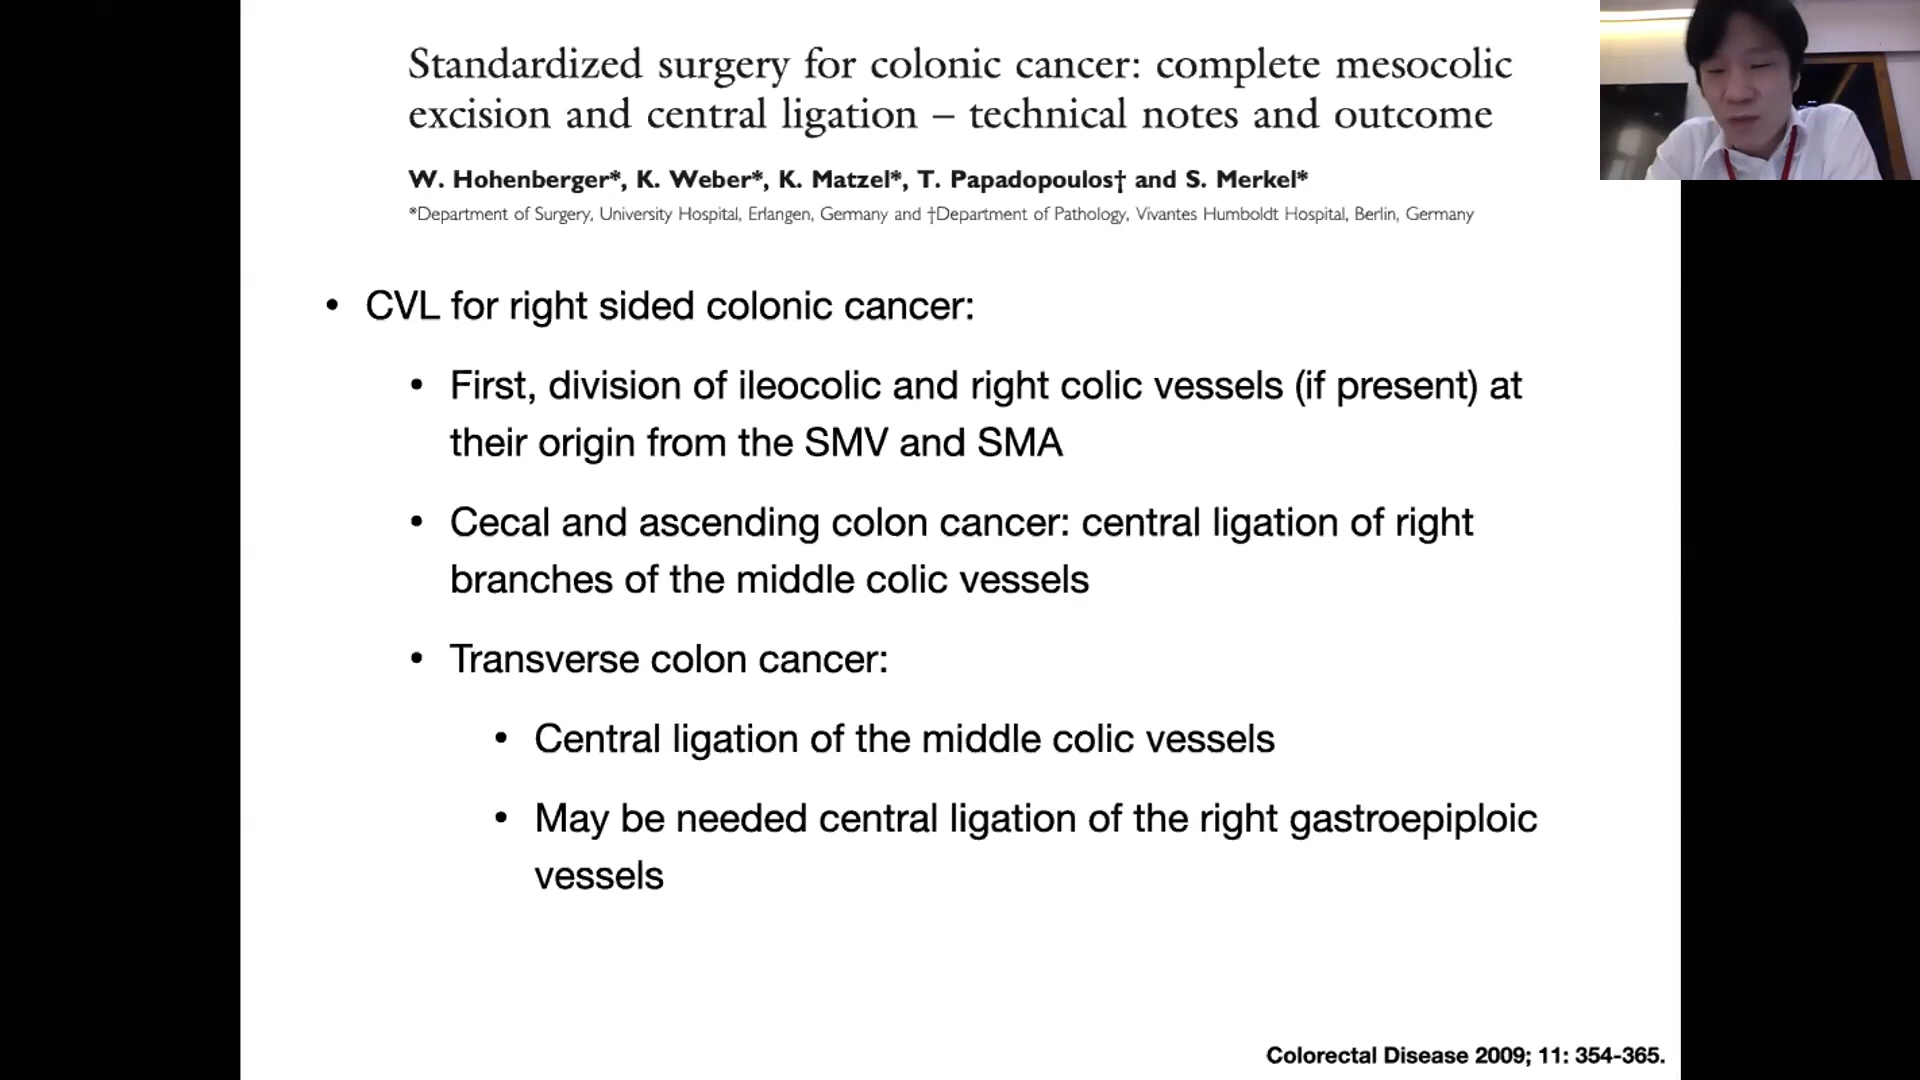 Standardized surgery for colonic cancer: complete mesocolic
excision and central ligation – technical notes and outcome
W. Hohenberger*, K. Weber*, K. Matzel*, T. Papadopoulos† and S. Merkel*
*Department of Surgery, University Hospital, Erlangen, Germany and †Department of Pathology, Vivantes Humboldt Hospital, Berlin, Germany
• CVL for right sided colonic cancer:
• First, division of ileocolic and right colic vessels (if present) at
their origin from the SMV and SMA
• Cecal and ascending colon cancer: central ligation of right
branches of the middle colic vessels
• Transverse colon cancer:
• Central ligation of the middle colic vessels
• May be needed central ligation of the right gastroepiploic
vessels
Colorectal Disease 2009; 11: 354-365.